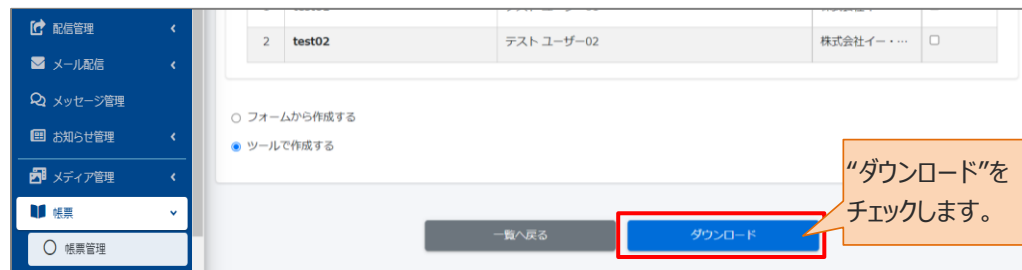 配信管理
メール配信
メッセージ管理
お知らせ管理
メディア管理
帳票
帳票管理
2 test02 テスト ユーザー02 株式会社イー・…
フォームから作成する
ツールで作成する
一覧へ戻る
ダウンロード
“ダウンロード”を
チェックします。